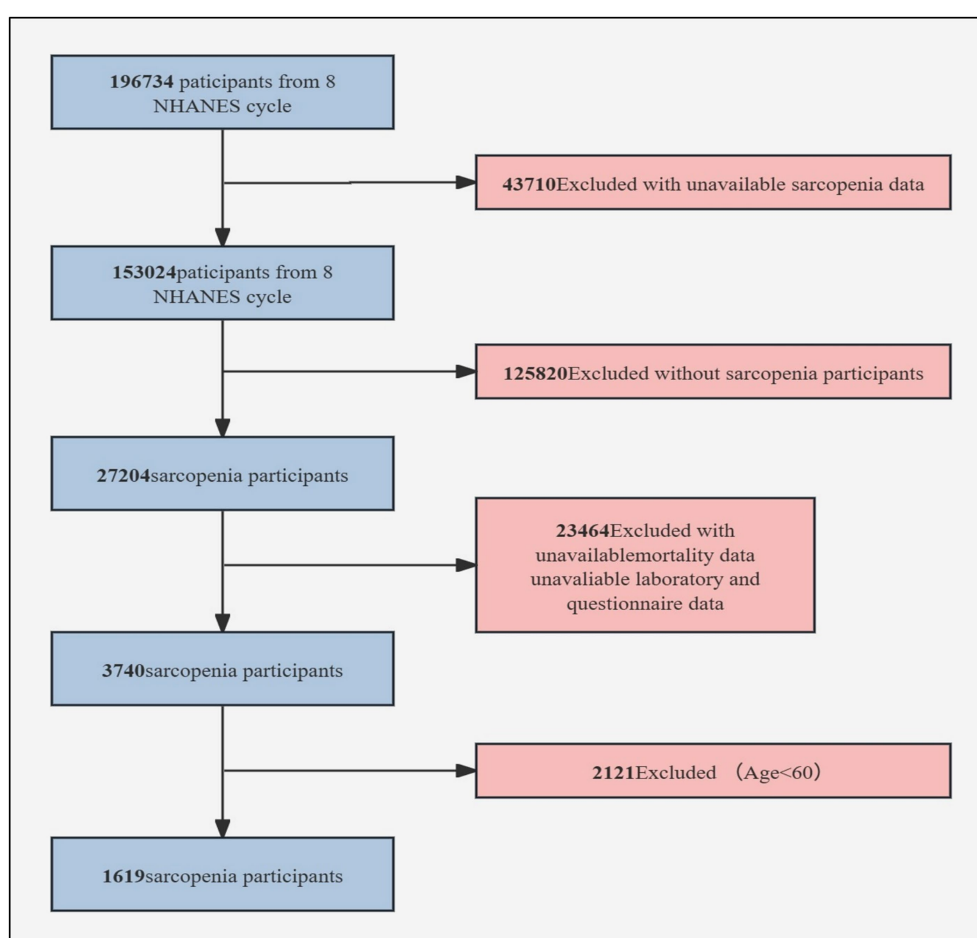 196734 paticipants from 8
NHANES cycle
43710Excluded with unavailable sarcopenia data
153024paticipants from 8
NHANES cycle
125820Excluded without sarcopenia participants
27204sarcopenia participants
23464Excluded with
unavailablemortality data
unavaliable laboratory and
questionnaire data
3740sarcopenia participants
2121Excluded （Age<60）
1619sarcopenia participants